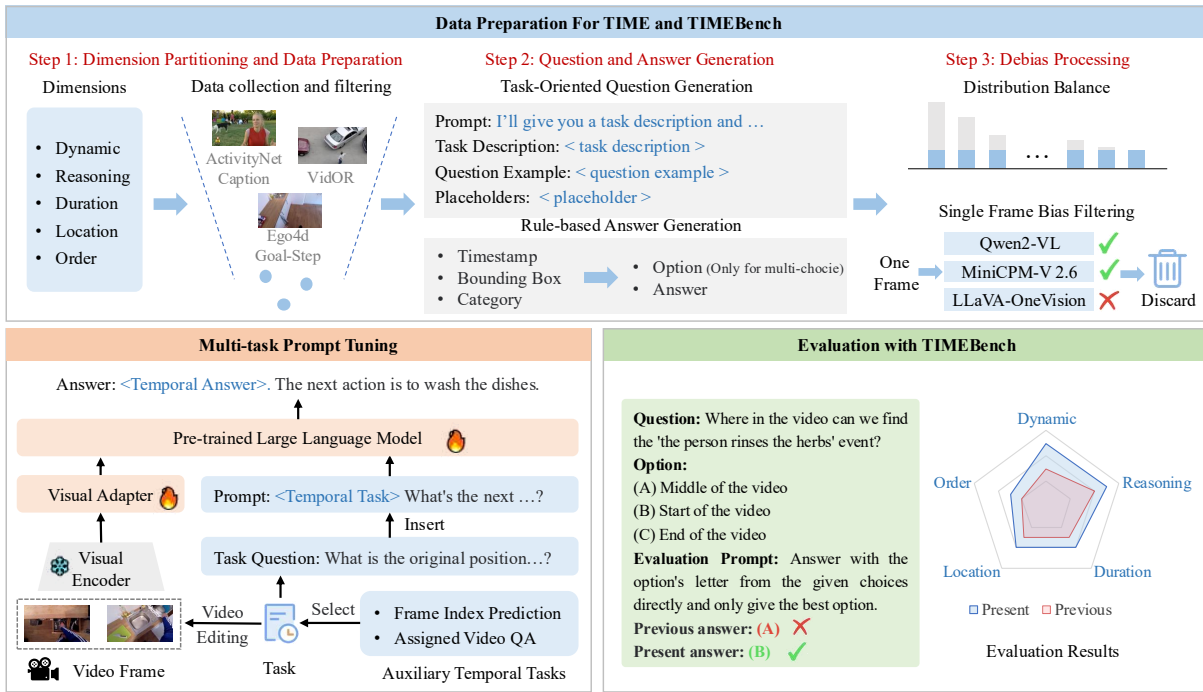 Data Preparation For TIME and TIMEBench
Step 1: Dimension Partitioning and Data Preparation
Dimensions
• Dynamic
• Reasoning
• Duration
• Location
• Order
Data collection and filtering
ActivityNet
Caption
VidOR
Ego4d
Goal-Step
Step 2: Question and Answer Generation
Task-Oriented Question Generation
Prompt: I'll give you a task description and …
Task Description: < task description >
Question Example: < question example >
Placeholders: < placeholder >
Rule-based Answer Generation
• Timestamp
• Bounding Box
• Category
• Option (Only for multi-chocie)
• Answer
Step 3: Debias Processing
Distribution Balance
...
Single Frame Bias Filtering
One
Frame
Qwen2-VL
MiniCPM-V 2.6
LLaVA-OneVision
Discard
Multi-task Prompt Tuning
Answer: <Temporal Answer>. The next action is to wash the dishes.
Pre-trained Large Language Model
Visual Adapter
Prompt: <Temporal Task> What's the next …?
Insert
Visual
Encoder
Task Question: What is the original position…?
Video
Editing
Select
• Frame Index Prediction
• Assigned Video QA
Video Frame
Task
Auxiliary Temporal Tasks
Evaluation with TIMEBench
Question: Where in the video can we find
the 'the person rinses the herbs' event?
Option:
(A) Middle of the video
(B) Start of the video
(C) End of the video
Evaluation Prompt: Answer with the
option's letter from the given choices
directly and only give the best option.
Previous answer: (A)
Present answer: (B)
Dynamic
Order
Reasoning
Location
Duration
Present
Previous
Evaluation Results